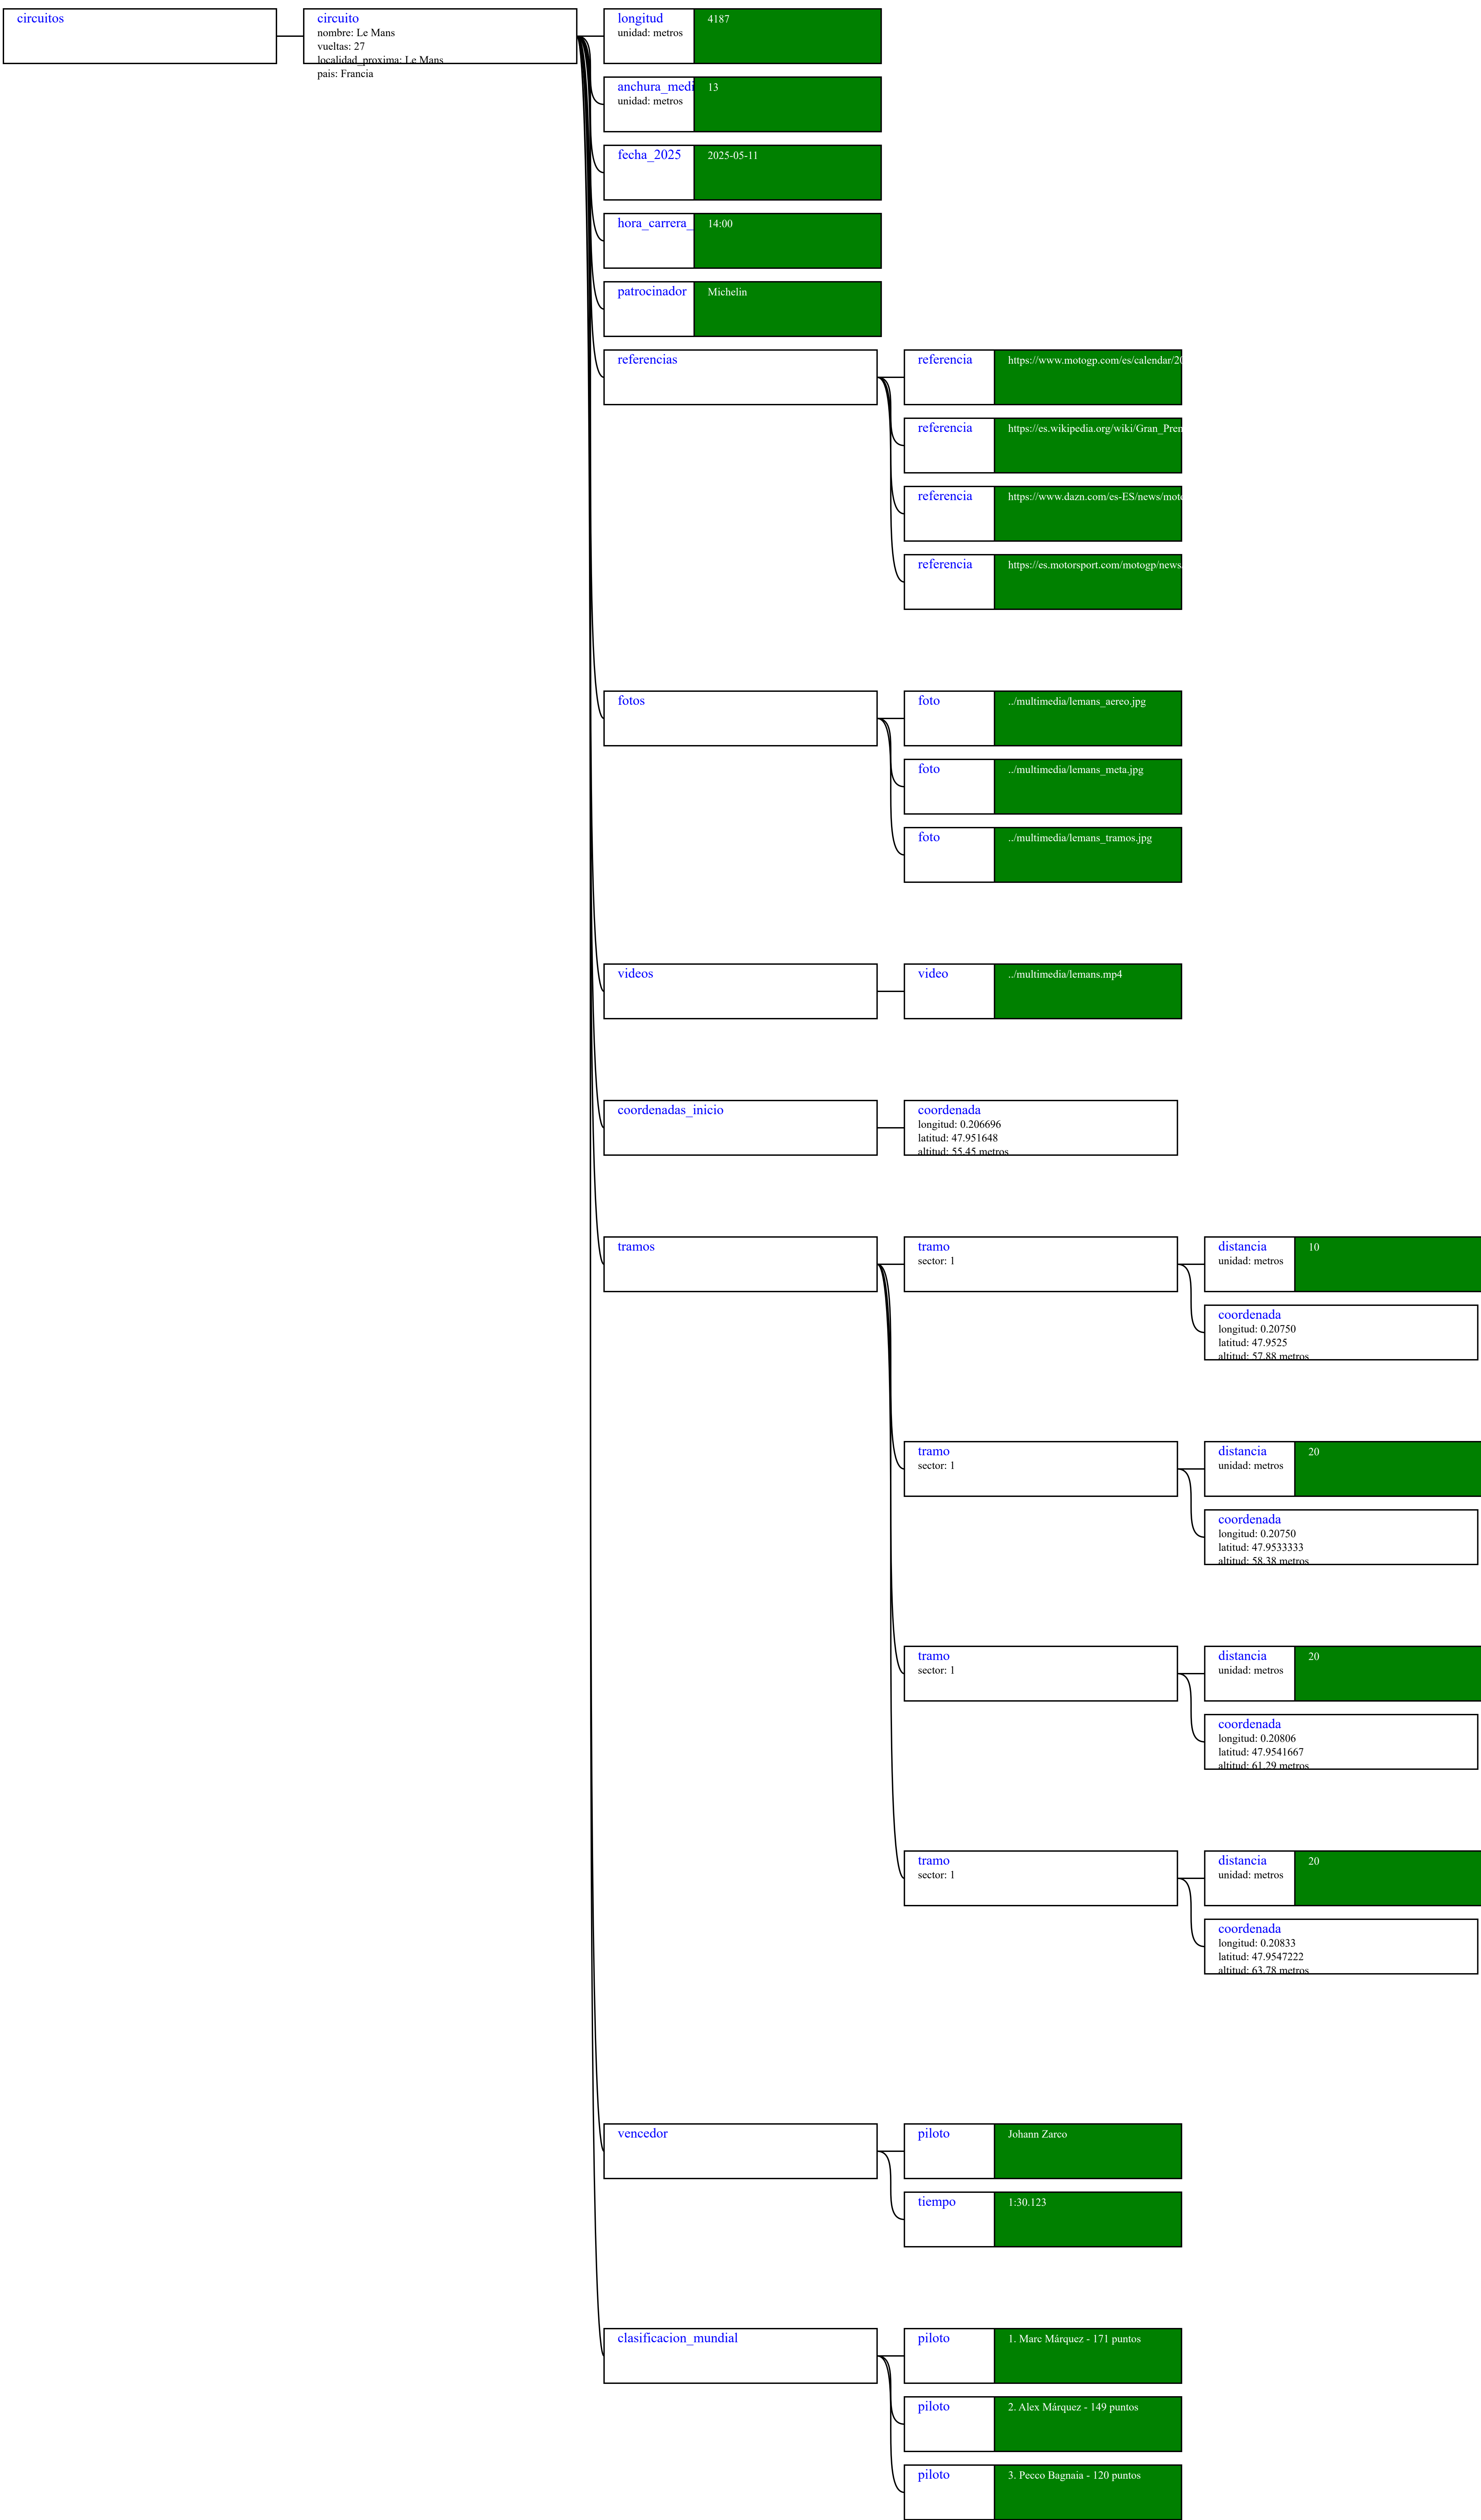 circuitos
circuito
nombre: Le Mans
vueltas: 27
localidad_proxima: Le Mans
pais: Francia
longitud
unidad: metros
4187
anchura_medi
unidad: metros
13
fecha_2025
2025-05-11
hora_carrera_
14:00
patrocinador
Michelin
referencias
referencia
https://www.motogp.com/es/calendar/20
referencia
https://es.wikipedia.org/wiki/Gran_Prem
referencia
https://www.dazn.com/es-ES/news/moto
referencia
https://es.motorsport.com/motogp/news
fotos
foto
../multimedia/lemans_aereo.jpg
foto
../multimedia/lemans_meta.jpg
foto
../multimedia/lemans_tramos.jpg
videos
video
../multimedia/lemans.mp4
coordenadas_inicio
coordenada
longitud: 0.206696
latitud: 47.951648
altitud: 55.45 metros
tramos
tramo
sector: 1
distancia
unidad: metros
10
coordenada
longitud: 0.20750
latitud: 47.9525
altitud: 57.88 metros
tramo
sector: 1
distancia
unidad: metros
20
coordenada
longitud: 0.20750
latitud: 47.9533333
altitud: 58.38 metros
tramo
sector: 1
distancia
unidad: metros
20
coordenada
longitud: 0.20806
latitud: 47.9541667
altitud: 61.29 metros
tramo
sector: 1
distancia
unidad: metros
20
coordenada
longitud: 0.20833
latitud: 47.9547222
altitud: 63.78 metros
vencedor
piloto
Johann Zarco
tiempo
1:30.123
clasificacion_mundial
piloto
1. Marc Márquez - 171 puntos
piloto
2. Alex Márquez - 149 puntos
piloto
3. Pecco Bagnaia - 120 puntos